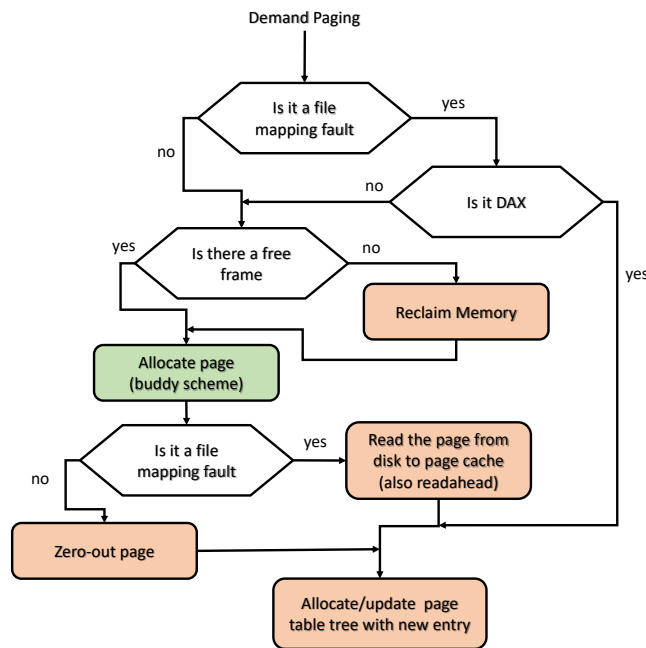 Demand Paging
Is it a file
mapping fault
yes
no
no
Is it DAX
yes
Is there a free
frame
no
yes
Reclaim Memory
Allocate page
(buddy scheme)
Is it a file
mapping fault
yes
no
Read the page from
disk to page cache
(also readahead)
Zero-out page
Allocate/update page
table tree with new entry